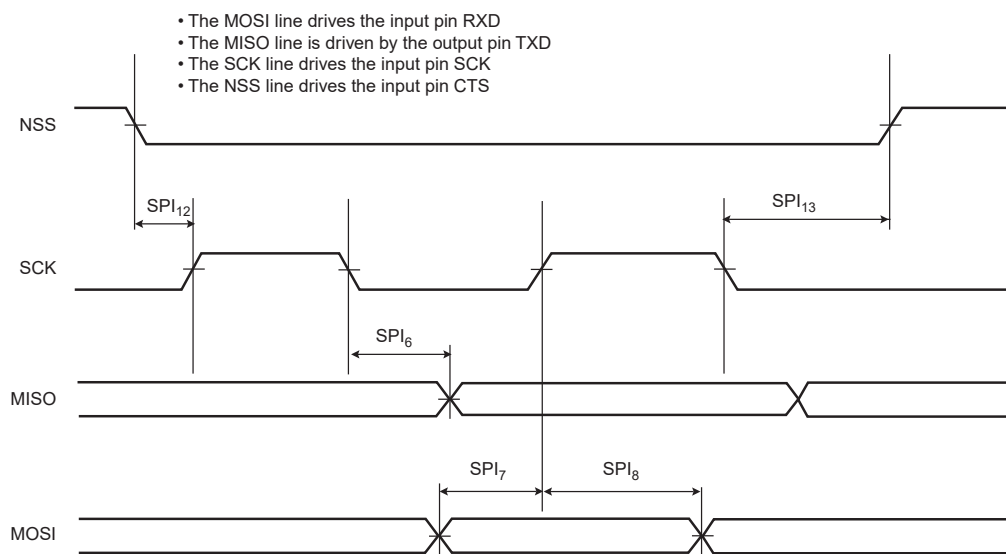 • The MOSI line drives the input pin RXD
• The MISO line is driven by the output pin TXD
• The SCK line drives the input pin SCK
• The NSS line drives the input pin CTS
NSS
SPI12
SPI13
SCK
SPI6
MISO
SPI7
SPI8
MOSI